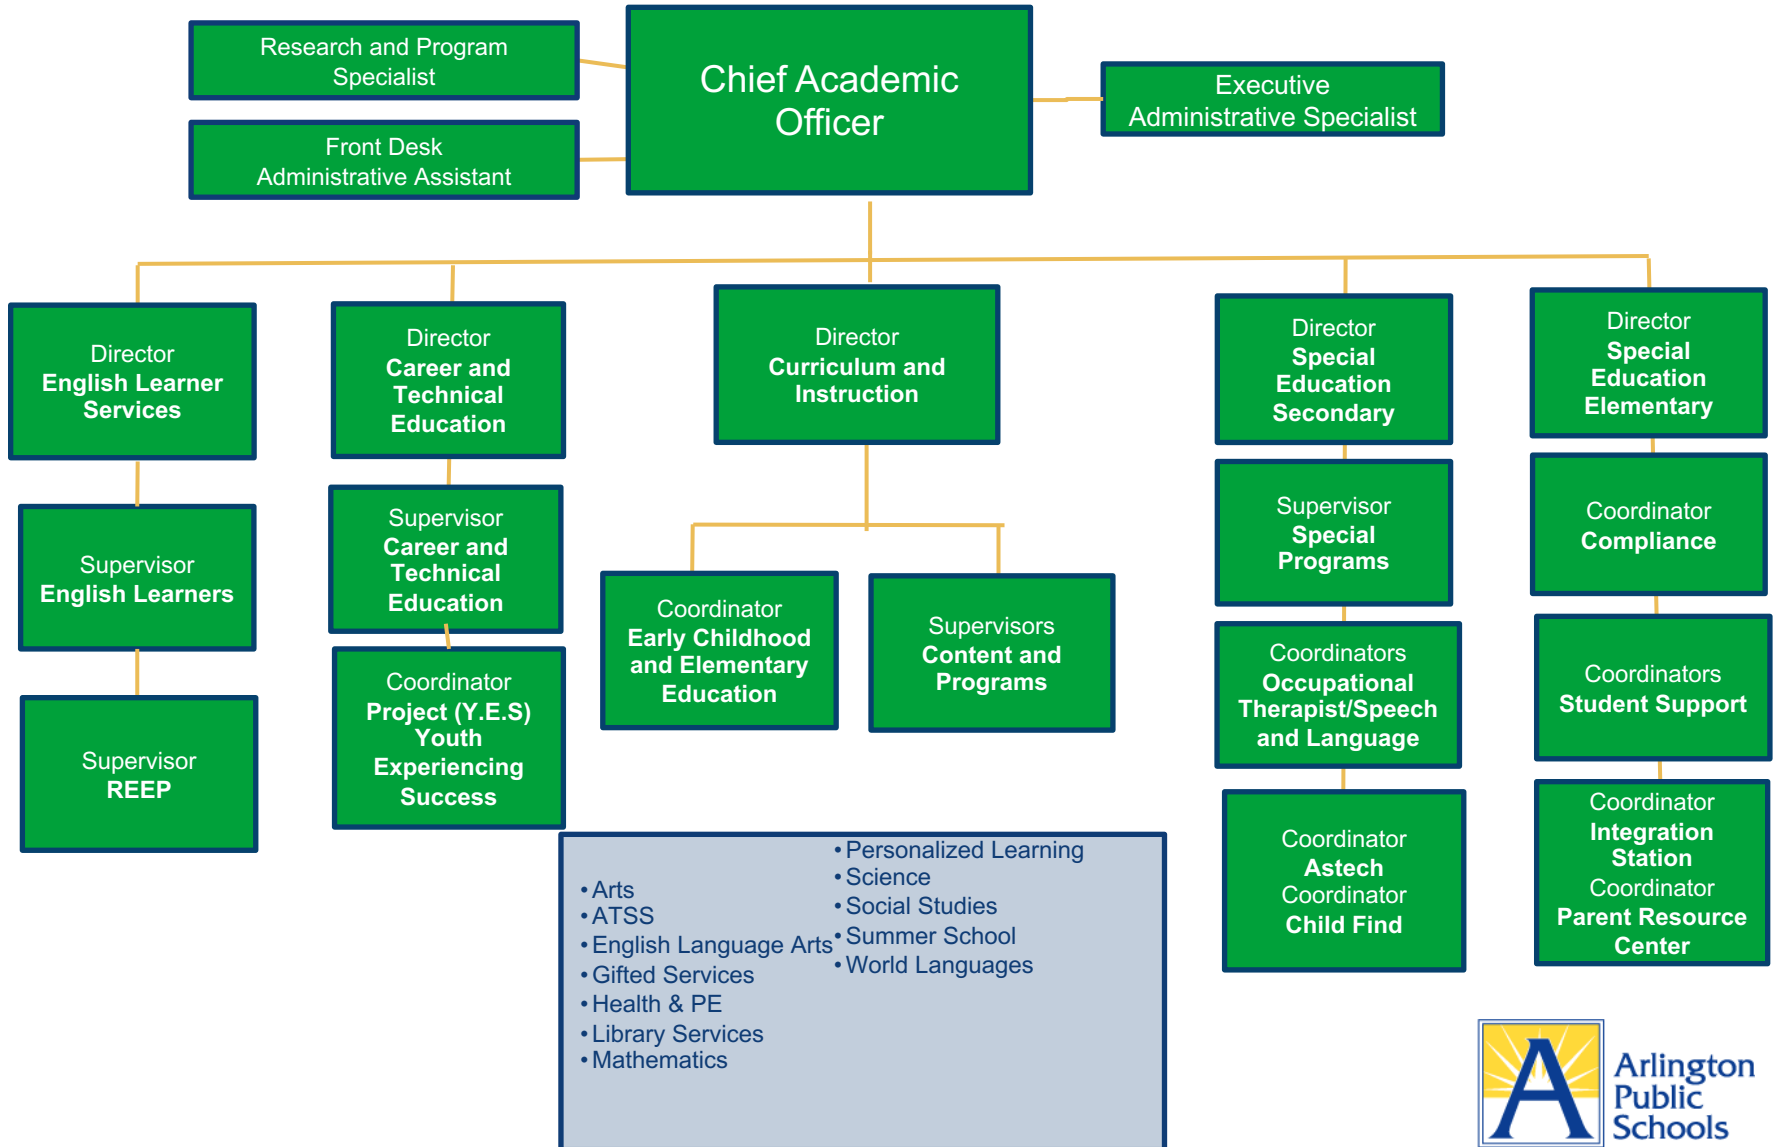 Research and Program
Specialist
Front Desk
Administrative Assistant
Chief Academic
Officer
Executive
Administrative Specialist
Director
English Learner
Services
Supervisor
English Learners
Supervisor
REEP
Director
Career and
Technical
Education
Supervisor
Career and
Technical
Education
Coordinator
Project (Y.E.S)
Youth
Experiencing
Success
Director
Curriculum and
Instruction
Coordinator
Early Childhood
and Elementary
Education
Supervisors
Content and
Programs
• Arts
• ATSS
• English Language Arts
• Gifted Services
• Health & PE
• Library Services
• Mathematics
• Personalized Learning
• Science
• Social Studies
• Summer School
• World Languages
Director
Special
Education
Secondary
Supervisor
Special
Programs
Coordinators
Occupational
Therapist/Speech
and Language
Coordinator
Astech
Coordinator
Child Find
Director
Special
Education
Elementary
Coordinator
Compliance
Coordinators
Student Support
Coordinator
Integration
Station
Coordinator
Parent Resource
Center
A
Arlington
Public
Schools